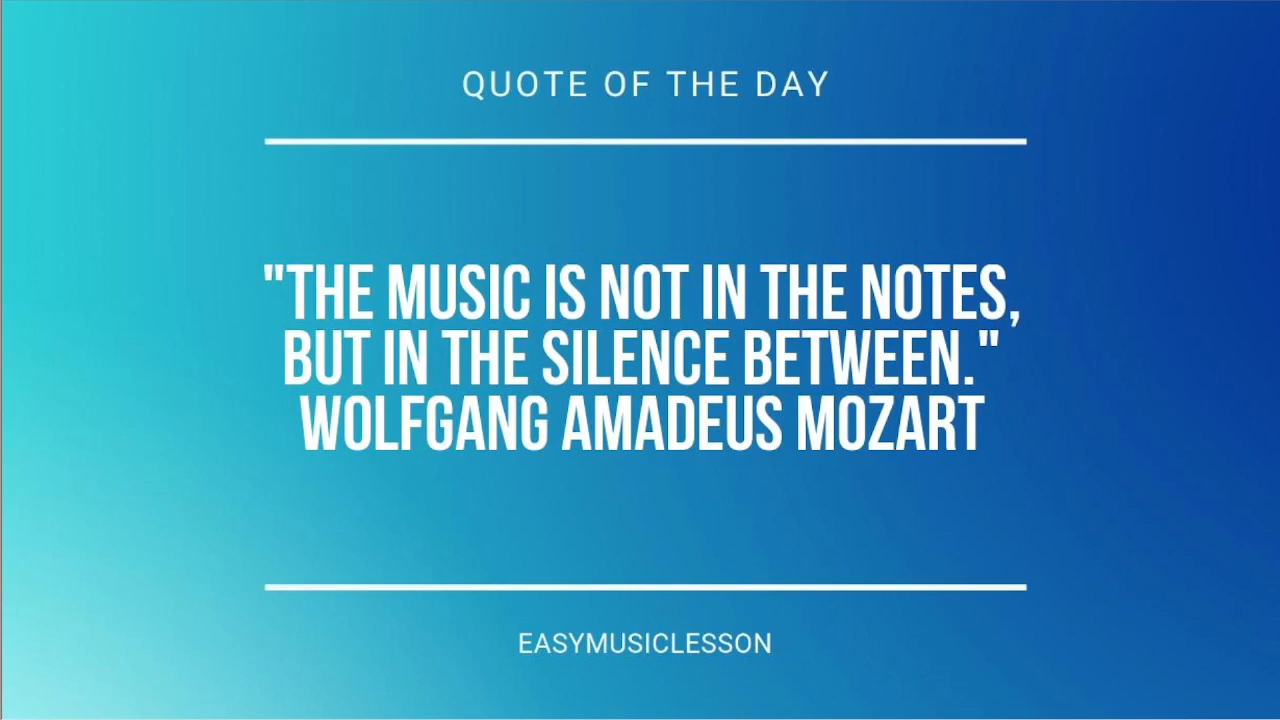 QUOTE OF THE DAY
"THE MUSIC IS NOT IN THE NOTES,
BUT IN THE SILENCE BETWEEN."
WOLFGANG AMADEUS MOZART
EASYMUSICLESSON